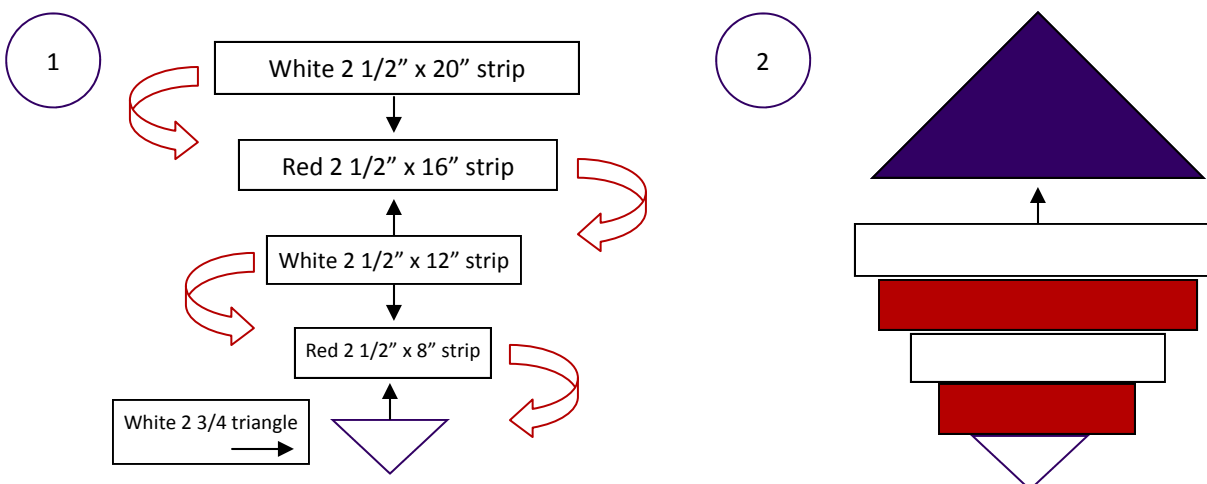 1
White 2 1/2” x 20” strip
Red 2 1/2” x 16” strip
White 2 1/2” x 12” strip
Red 2 1/2” x 8” strip
White 2 3/4 triangle
2